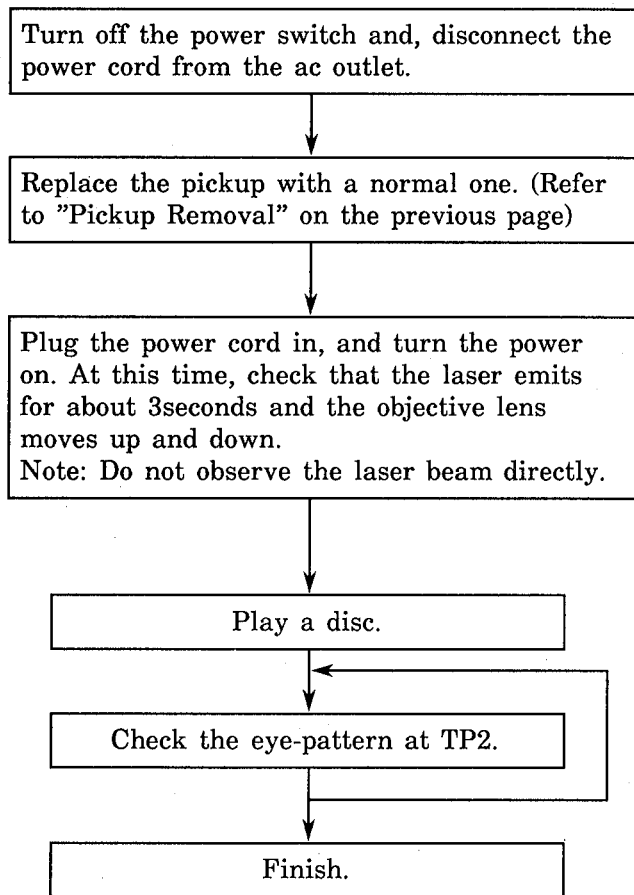 Turn off the power switch and, disconnect the
power cord from the ac outlet.
Replace the pickup with a normal one. (Refer
to ”Pickup Removal” on the previous page)
Plug the power cord in, and turn the power
on. At this time, check that the laser emits
for about 3seconds and the objective lens
moves up and down.
Note: Do not observe the laser beam directly.
Play a disc.
Check the eye-pattern at TP2.
Finish.